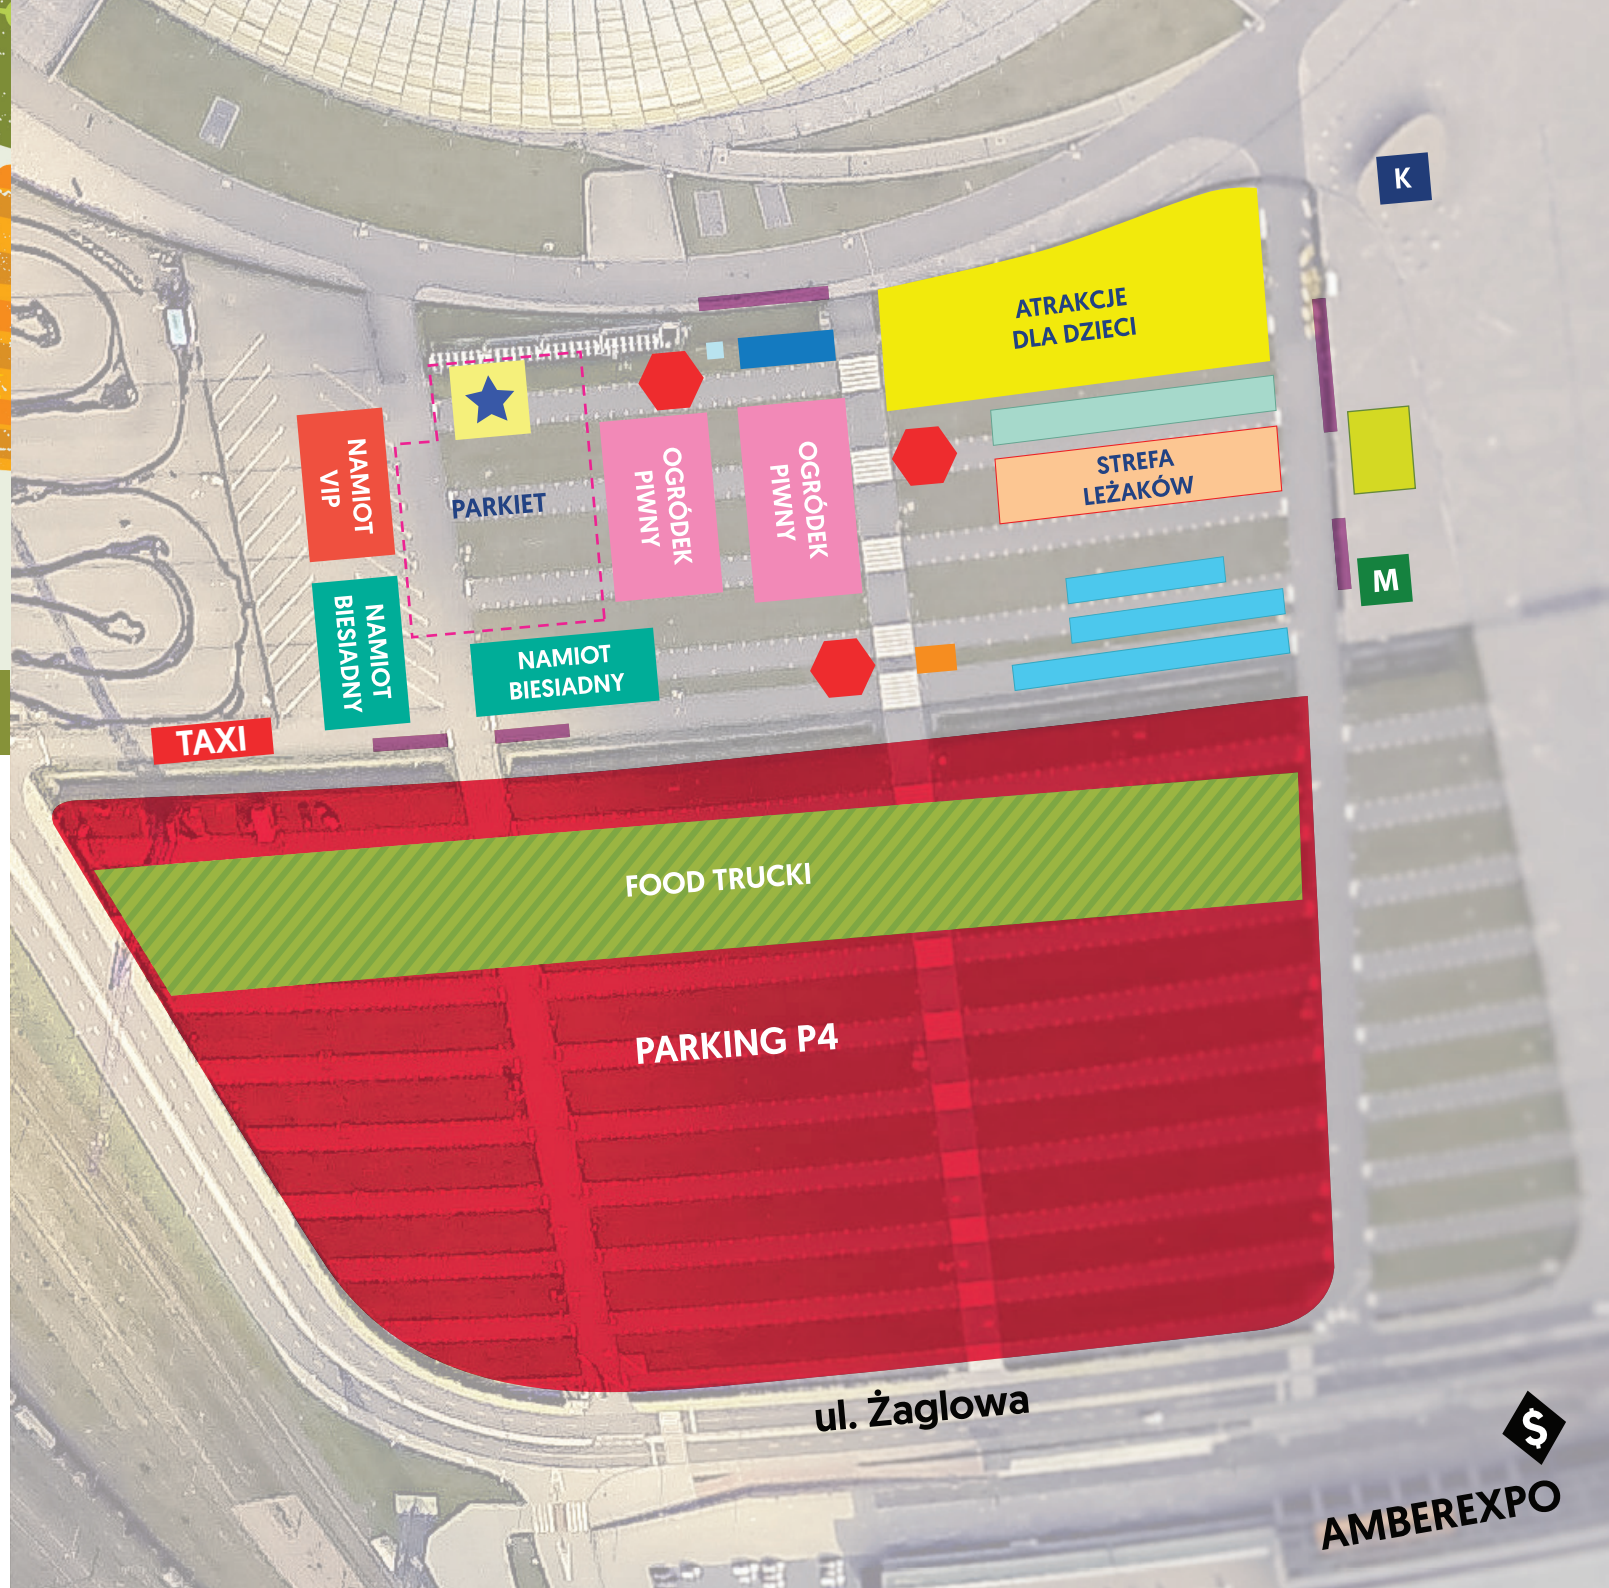 K
ATRAKCJE
DLA DZIECI
NAMIOT
VIP
PARKIET
OGRÓDEK
PIWNY
OGRÓDEK
PIWNY
STREFA
LEŻAKÓW
M
NAMIOT
BIESIADNY
NAMIOT
BIESIADNY
TAXI
FOOD TRUCKI
PARKING P4
ul. Żaglowa
$
AMBEREXPO